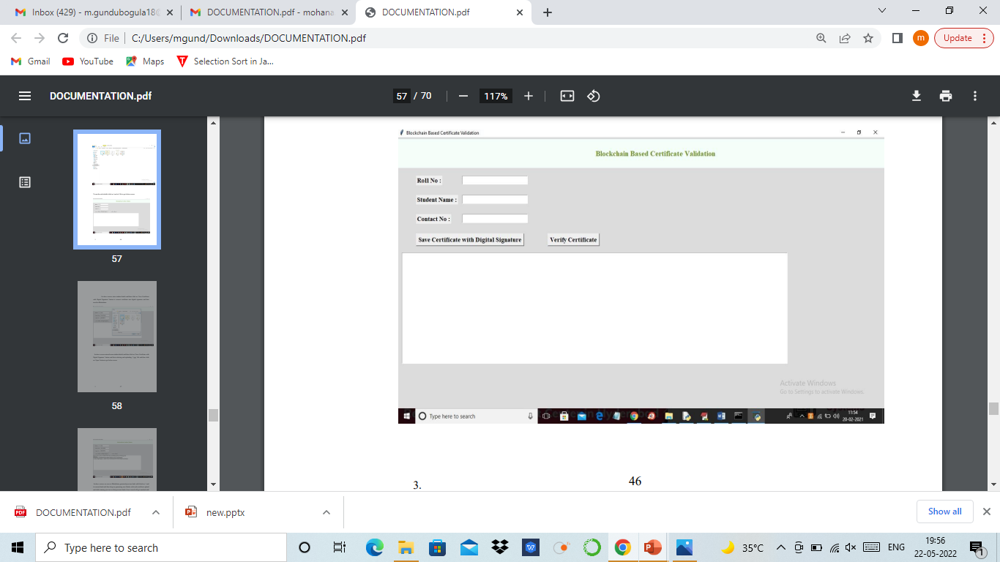 Inbox (429) - m.gundubogula18@
DOCUMENTATION.pdf - mohana
DOCUMENTATION.pdf
File C:/Users/mgund/Downloads/DOCUMENTATION.pdf
m
Update
Gmail
YouTube
Maps
Selection Sort in Ja...
DOCUMENTATION.pdf
57 / 70
117%
57
58
Blockchain Based Certificate Validation
Blockchain Based Certificate Validation
Roll No :
Student Name :
Contact No :
Save Certificate with Digital Signature
Verify Certificate
Activate Windows
Go to Settings to activate Windows.
Type here to search
11:54
20-02-2021
3.
46
DOCUMENTATION.pdf
new.pptx
Show all
Type here to search
35°C
ENG
19:56
22-05-2022
1